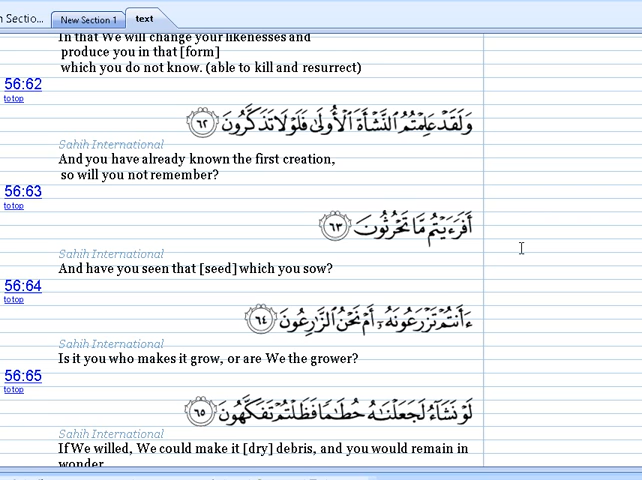 n Sectio...
New Section 1
text
In that We will change your likenesses and
produce you in that [form]
which you do not know. (able to kill and resurrect)
56:62
to top
وَلَقَدْ عَلِمْتُمُ ٱلنَّشْأَةَ ٱلْأُولَىٰ فَلَوْلَا تَذَكَّرُونَ ٦٢
Sahih International
And you have already known the first creation,
so will you not remember?
56:63
to top
أَفَرَءَيْتُم مَّا تَحْرُثُونَ ٦٣
Sahih International
And have you seen that [seed] which you sow?
56:64
to top
ءَأَنتُمْ تَزْرَعُونَهُۥٓ أَمْ نَحْنُ ٱلزَّٰرِعُونَ ٦٤
Sahih International
Is it you who makes it grow, or are We the grower?
56:65
to top
لَوْ نَشَآءُ لَجَعَلْنَٰهُ حُطَٰمًا فَظَلْتُمْ تَفَكَّهُونَ ٦٥
Sahih International
If We willed, We could make it [dry] debris, and you would remain in
wonder